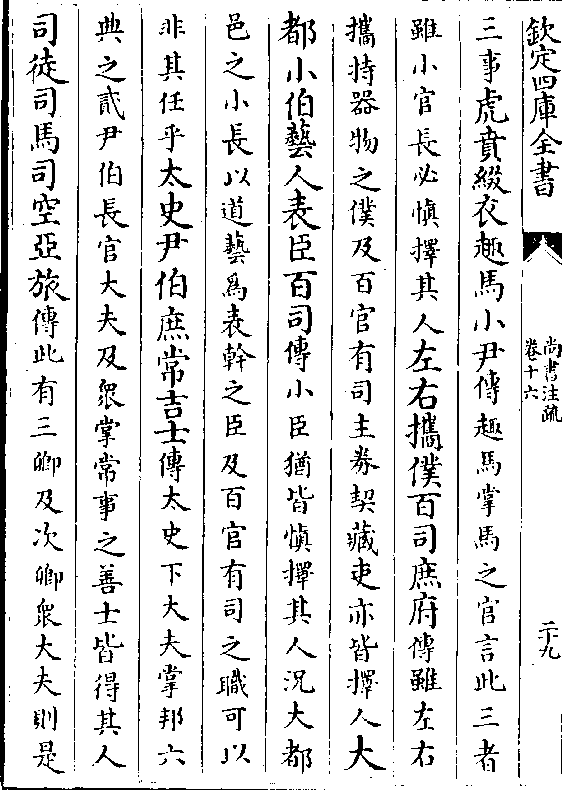 欽定四庫全書
尚書注疏
卷十六
二十九
三事虎賁綴衣趣馬小尹傳趣馬掌馬之官言此三者
雖小官長必慎擇其人左右攜僕百司庶府傳雖左右
攜持器物之僕及百官有司主券契藏吏亦皆擇人大
都小伯藝人表臣百司傳小臣猶皆慎擇其人況大都
邑之小長以道藝為表幹之臣及百官有司之職可以
非其任乎太史尹伯庶常吉士傳太史下大夫掌邦六
典之貳尹伯長官大夫及衆掌常事之善士皆得其人
司徒司馬司空亞旅傳此有三卿及次卿衆大夫則是